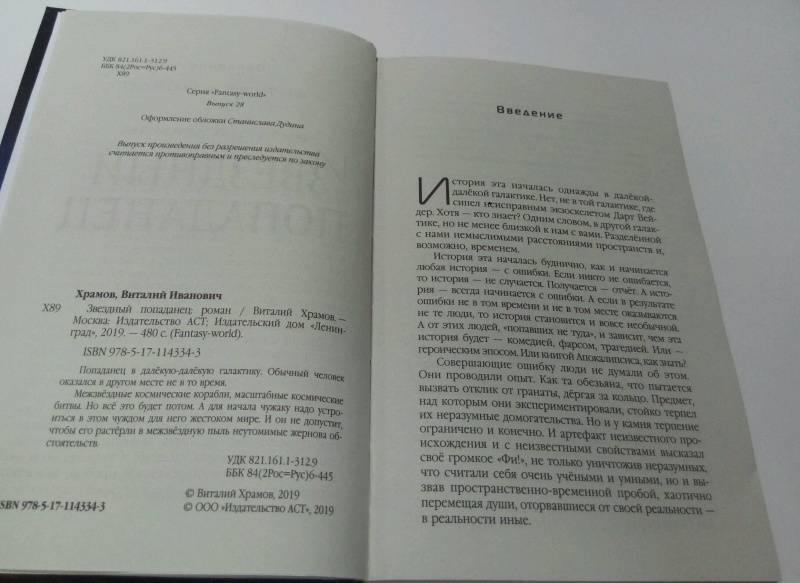 УДК 821.161.1-312.9
ББК 84(2Рос=Рус)6-445
Х89
Серия «Fantasy-world»
Выпуск 28
Оформление обложки Станислава Дудина
Выпуск произведения без разрешения издательства
считается противоправным и преследуется по закону
Храмов, Виталий Иванович
Х89 Звездный попаданец: роман / Виталий Храмов. —
Москва: Издательство АСТ; Издательский дом «Ленин-
град», 2019. — 480 с. (Fantasy-world).
ISBN 978-5-17-114334-3
Попаданец в далёкую-далёкую галактику. Обычный человек
оказался в другом месте не в то время.
Межзвёздные космические корабли, масштабные космические
битвы. Но всё это будет потом. А для начала чужаку надо устро-
иться в этом чуждом для него жестоком мире. И он не допустит,
чтобы его растёрли в межзвёздную пыль неутомимые жернова об-
стоятельств
УДК 821.161.1-312.9
ББК 84(2Рос=Рус)6-445
© Виталий Храмов, 2019
ISBN 978-5-17-114334-3
© ООО «Издательство АСТ», 2019
Введение
История эта началась однажды в далёкой-
далёкой галактике. Нет, не в той галактике, где
сипел неисправным экзоскелетом Дарт Вей-
дер. Хотя — кто знает? Одним словом, в другой галак-
тике, но не менее близкой к нам с вами. Разделённой
с нами немыслимыми расстояниями пространств и,
возможно, временем.
История эта началась буднично, как и начинается
любая история — с ошибки. Если никто не ошибается,
то история — не случается. Получается — отчёт. А исто-
рия — всегда начинается с ошибки. А если в результате
ошибки не в том времени и не в том месте оказываются
не те люди, то история становится и вовсе необычной.
А от этих людей, «попавших не туда», и зависит, чем эта
история будет — комедией, фарсом, трагедией. Или —
героическим эпосом. Или книгой Апокалипсиса, как знать?
Совершающие ошибку люди не думали об этом.
Они проводили опыт. Как та обезьяна, что пытается
вызвать отклик от гранаты, дёргая за кольцо. Предмет,
над которым они экспериментировали, стойко терпел
их неразумные домогательства. Но и у камня терпение
ограничено и конечно. И артефакт неизвестного про-
исхождения и с неизвестными свойствами высказал
своё громкое «Фи!», не только уничтожив неразумных,
что считали себя очень учёными и умными, но и вы-
звав пространственно-временной пробой, хаотично
перемещая души, оторвавшиеся от своей реальности —
в реальности иные.